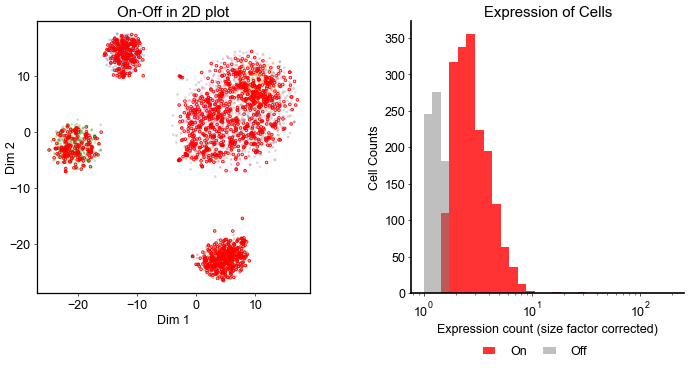 On-Off in 2D plot
Dim 2
10
0
−10
−20
−20
−10
0
10
Dim 1
Expression of Cells
Cell Counts
350
300
250
200
150
100
50
0
10^0
10^1
10^2
Expression count (size factor corrected)
On
Off